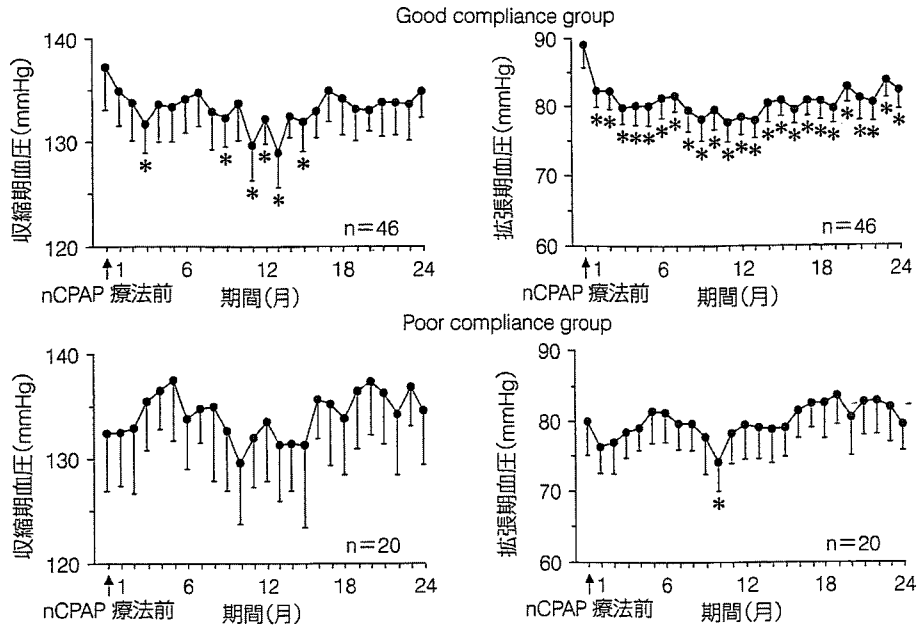 Good compliance group
収縮期血圧(mmHg)
140
130
120
*
*
*
*
*
*
n=46
1
6
12
18
24
nCPAP 療法前
期間(月)
拡張期血圧(mmHg)
90
80
70
60
* * * * * * * * * * * * * * * * * * * * * * * *
n=46
1
6
12
18
24
nCPAP 療法前
期間(月)
Poor compliance group
収縮期血圧(mmHg)
140
130
120
n=20
1
6
12
18
24
nCPAP 療法前
期間(月)
拡張期血圧(mmHg)
90
80
70
60
*
n=20
1
6
12
18
24
nCPAP 療法前
期間(月)